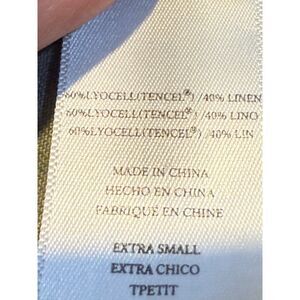 60%LYOCELL(TENCEL®) /40% LINEN
60%LYOCELL(TENCEL®) /40% LINO
60%LYOCELL(TENCEL®) /40% LIN
MADE IN CHINA
HECHO EN CHINA
FABRIQUÉ EN CHINE
EXTRA SMALL
EXTRA CHICO
TPETIT